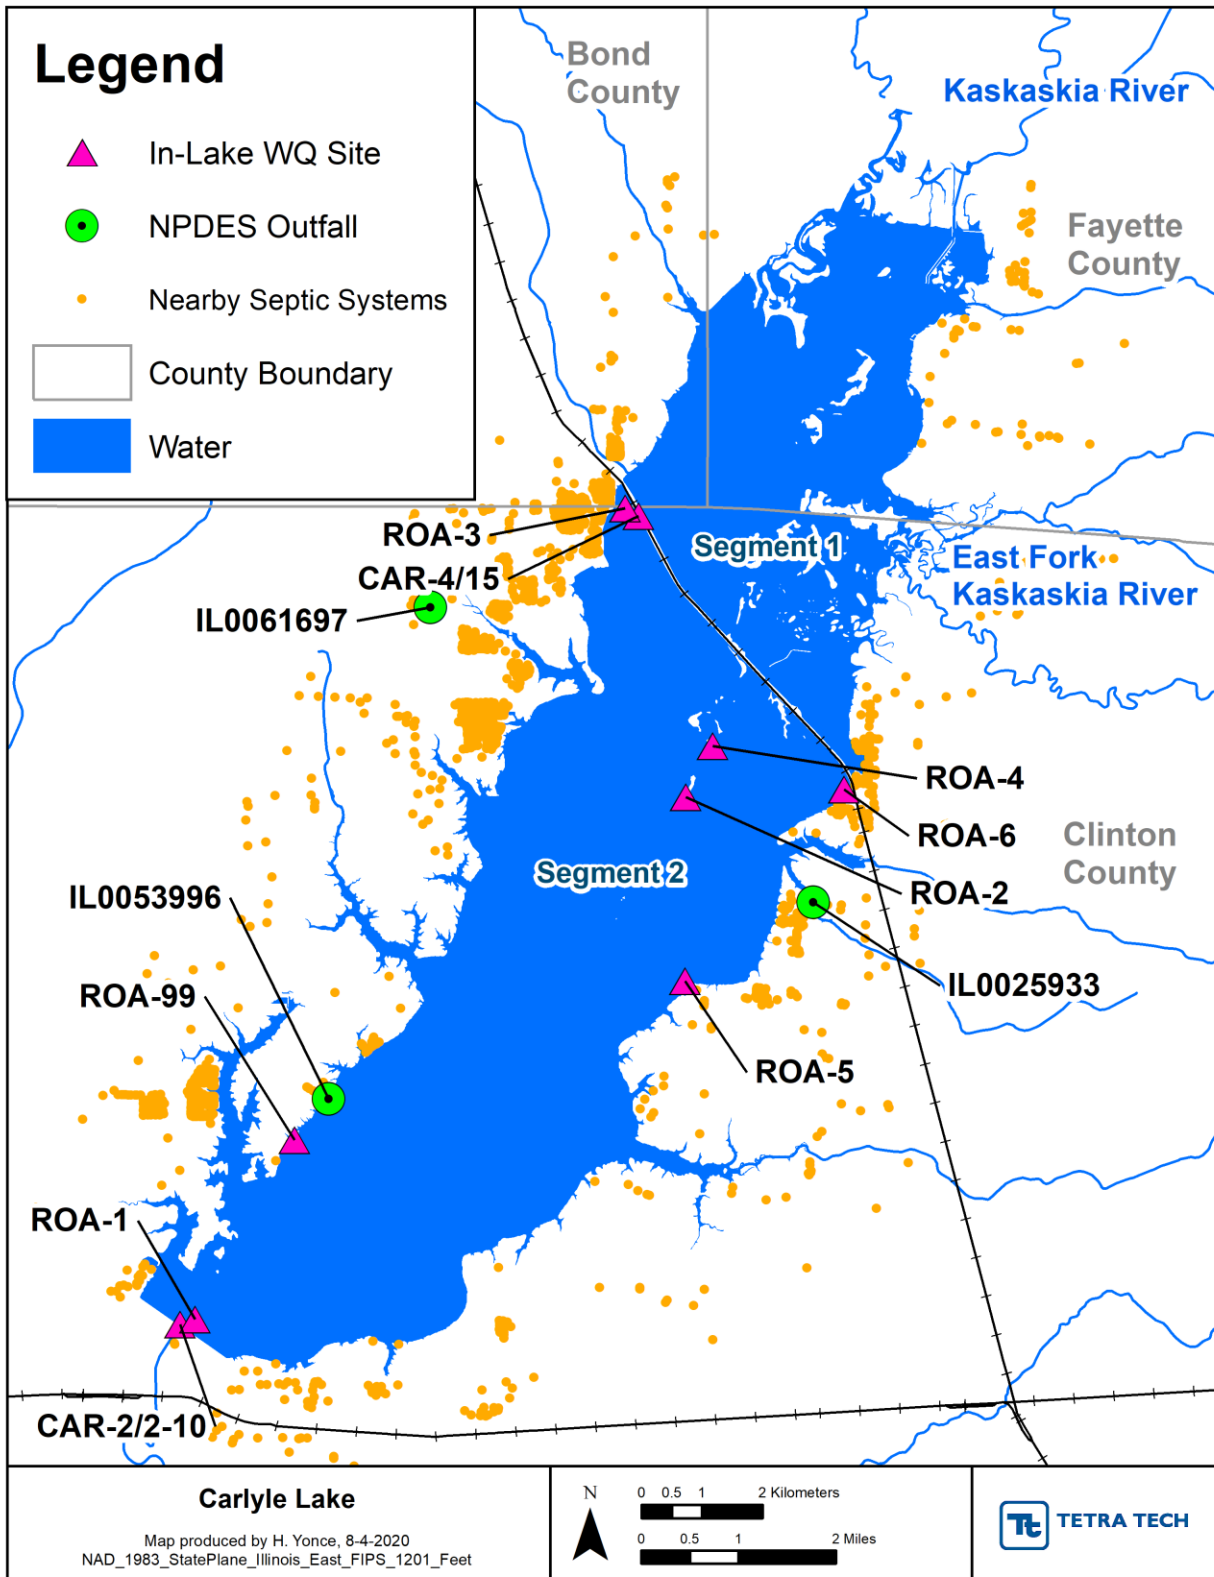 Legend
In-Lake WQ Site
NPDES Outfall
Nearby Septic Systems
County Boundary
Water
Bond
County
Kaskaskia River
Fayette
County
ROA-3
CAR-4/15
IL0061697
Segment 1
East Fork
Kaskaskia River
ROA-4
ROA-6
Clinton
County
Segment 2
ROA-2
IL0053996
ROA-99
IL0025933
ROA-5
ROA-1
CAR-2/2-10
Carlyle Lake
Map produced by H. Yonce, 8-4-2020
NAD_1983_StatePlane_Illinois_East_FIPS_1201_Feet
N
0 0.5 1 2 Kilometers
0 0.5 1 2 Miles
Tt TETRA TECH